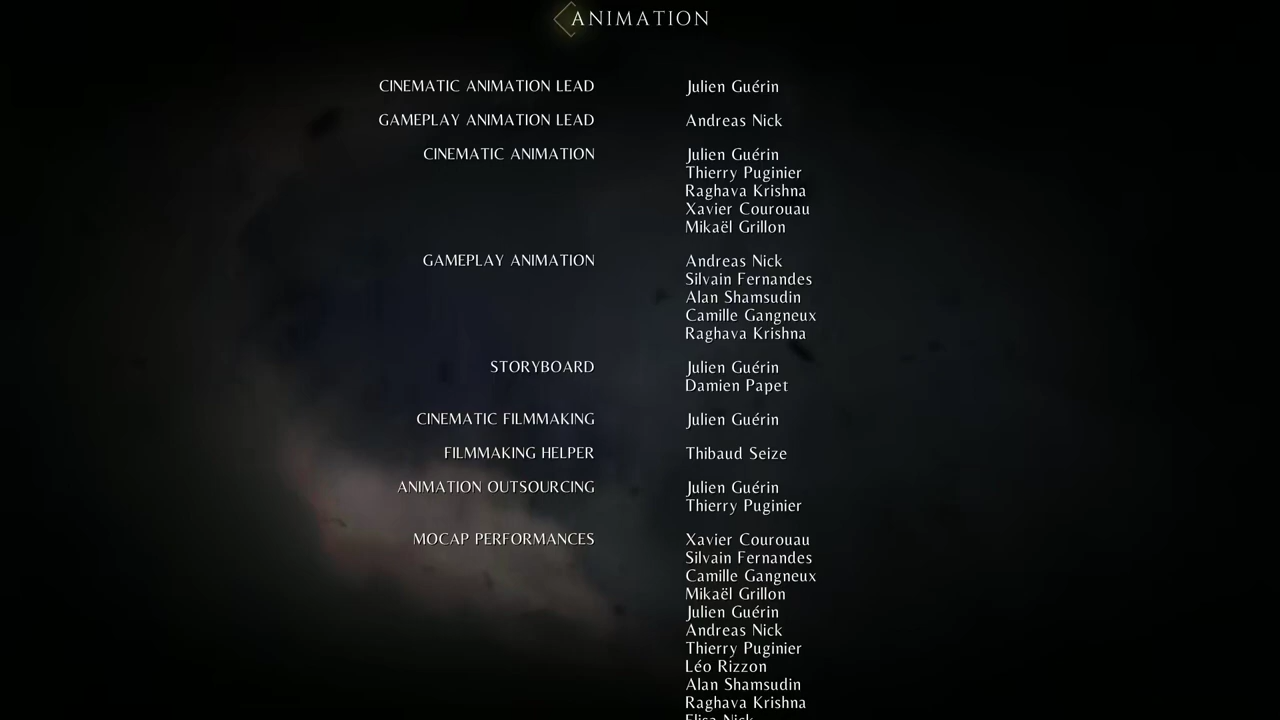 ANIMATION
CINEMATIC ANIMATION LEAD Julien Guérin
GAMEPLAY ANIMATION LEAD Andreas Nick
CINEMATIC ANIMATION Julien Guérin
Thierry Puginier
Raghava Krishna
Xavier Courouau
Mikaël Grillon
GAMEPLAY ANIMATION Andreas Nick
Silvain Fernandes
Alan Shamsudin
Camille Gangneux
Raghava Krishna
STORYBOARD Julien Guérin
Damien Papet
CINEMATIC FILMMAKING Julien Guérin
FILMMAKING HELPER Thibaud Seize
ANIMATION OUTSOURCING Julien Guérin
Thierry Puginier
MOCAP PERFORMANCES Xavier Courouau
Silvain Fernandes
Camille Gangneux
Mikaël Grillon
Julien Guérin
Andreas Nick
Thierry Puginier
Léo Rizzon
Alan Shamsudin
Raghava Krishna
Elisa Nick